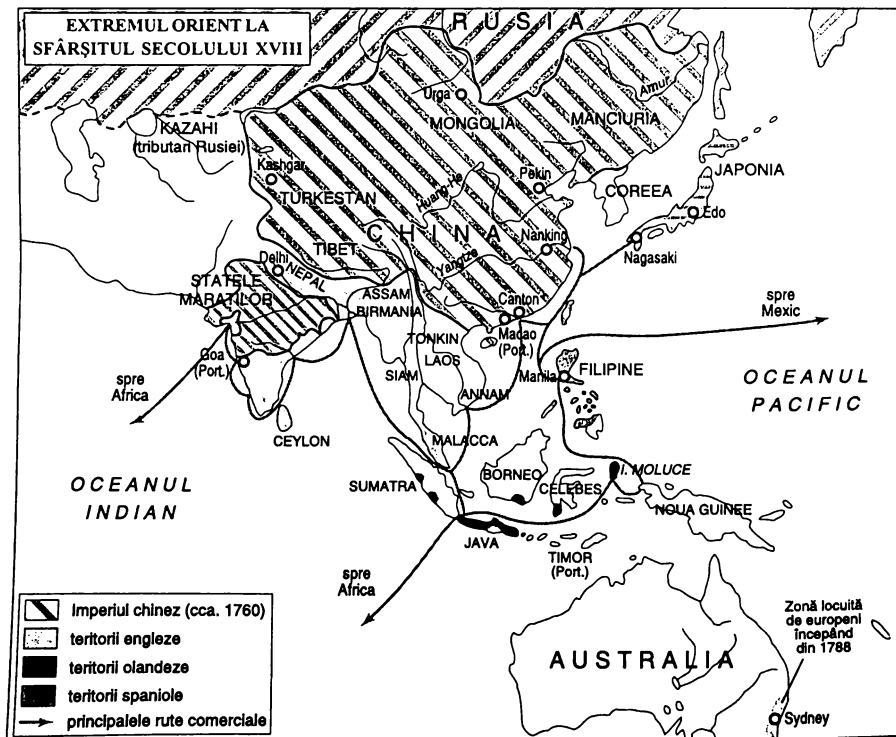 EXTREMUL ORIENT LA
SFÂRȘITUL SECOLULUI XVIII
RUSIA
Urga
Amur
MONGOLIA
MANCIURIA
KAZAHI
(tributari Rusiei)
Kashgar
Pekin
JAPONIA
COREEA
TURKESTAN
Huang-He
Edo
CHINA
Nanking
Nagasaki
TIBET
Yangtze
Delhi
NEPAL
STATELE
MARATILOR
ASSAM
BIRMANIA
Canton
spre
Mexic
Macao
(Port.)
TONKIN
LAOS
Goa
(Port.)
SIAM
Manila
FILIPINE
spre
Africa
ANNAM
OCEANUL
PACIFIC
CEYLON
MALACCA
BORNEO
I. MOLUCE
SUMATRA
CELEBES
OCEANUL
INDIAN
NOUA GUINEE
JAVA
TIMOR
(Port.)
spre
Africa
Zonă locuită
de europeni
începând
din 1788
AUSTRALIA
Sydney
Imperiul chinez (cca. 1760)
teritorii engleze
teritorii olandeze
teritorii spaniole
principalele rute comerciale